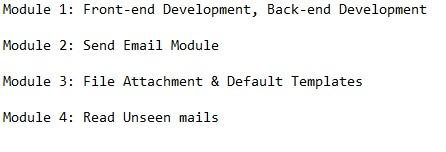 Module 1: Front-end Development, Back-end Development
Module 2: Send Email Module
Module 3: File Attachment & Default Templates
Module 4: Read Unseen mails